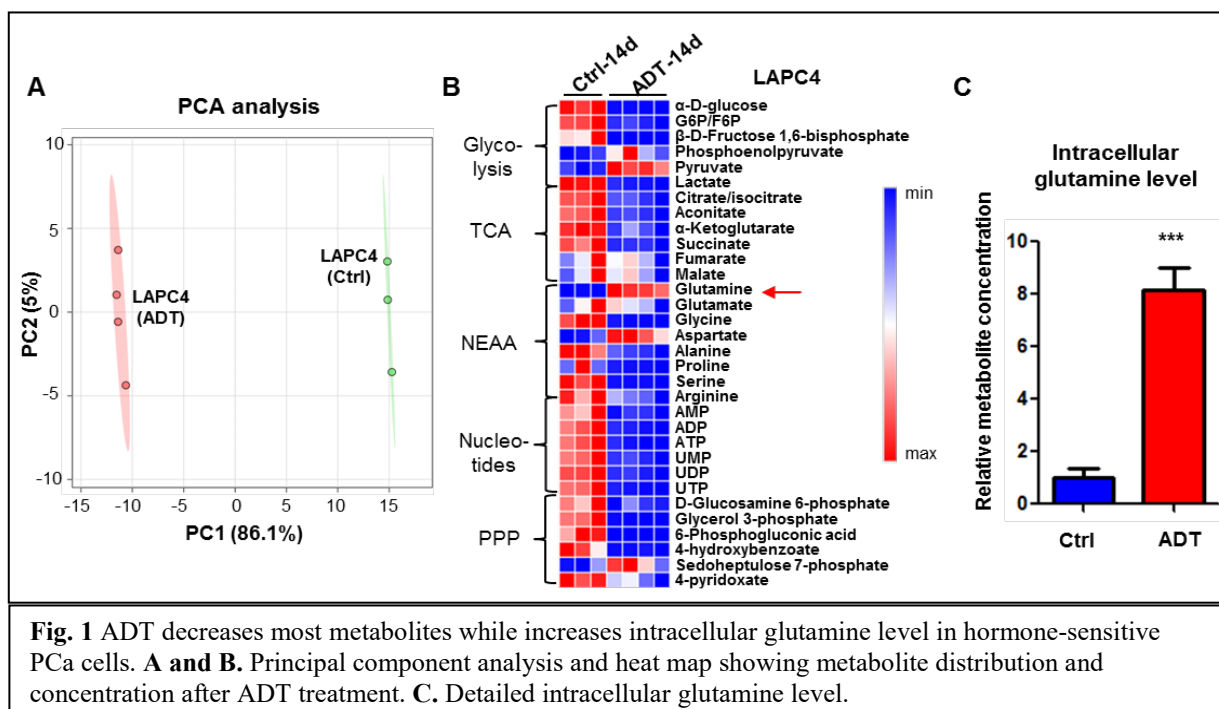 A
PCA analysis
10
5
0
-5
-10
PC2 (5%)
LAPC4
(ADT)
LAPC4
(Ctrl)
-15
-10
-5
0
5
10
15
PC1 (86.1%)
B
Ctrl-14d
ADT-14d
LAPC4
Glyco-
lysis
TCA
NEAA
Nucleo-
tides
PPP
α-D-glucose
G6P/F6P
β-D-Fructose 1,6-bisphosphate
Phosphoenolpyruvate
Pyruvate
Lactate
Citrate/isocitrate
Aconitate
α-Ketoglutarate
Succinate
Fumarate
Malate
Glutamine
Glutamate
Glycine
Aspartate
Alanine
Proline
Serine
Arginine
AMP
ADP
ATP
UMP
UDP
UTP
D-Glucosamine 6-phosphate
Glycerol 3-phosphate
6-Phosphogluconic acid
4-hydroxybenzoate
Sedoheptulose 7-phosphate
4-pyridoxate
min
max
C
Intracellular
glutamine level
Relative metabolite concentration
10
8
6
4
2
0
***
Ctrl
ADT
Fig. 1 ADT decreases most metabolites while increases intracellular glutamine level in hormone-sensitive
PCa cells. A and B. Principal component analysis and heat map showing metabolite distribution and
concentration after ADT treatment. C. Detailed intracellular glutamine level.